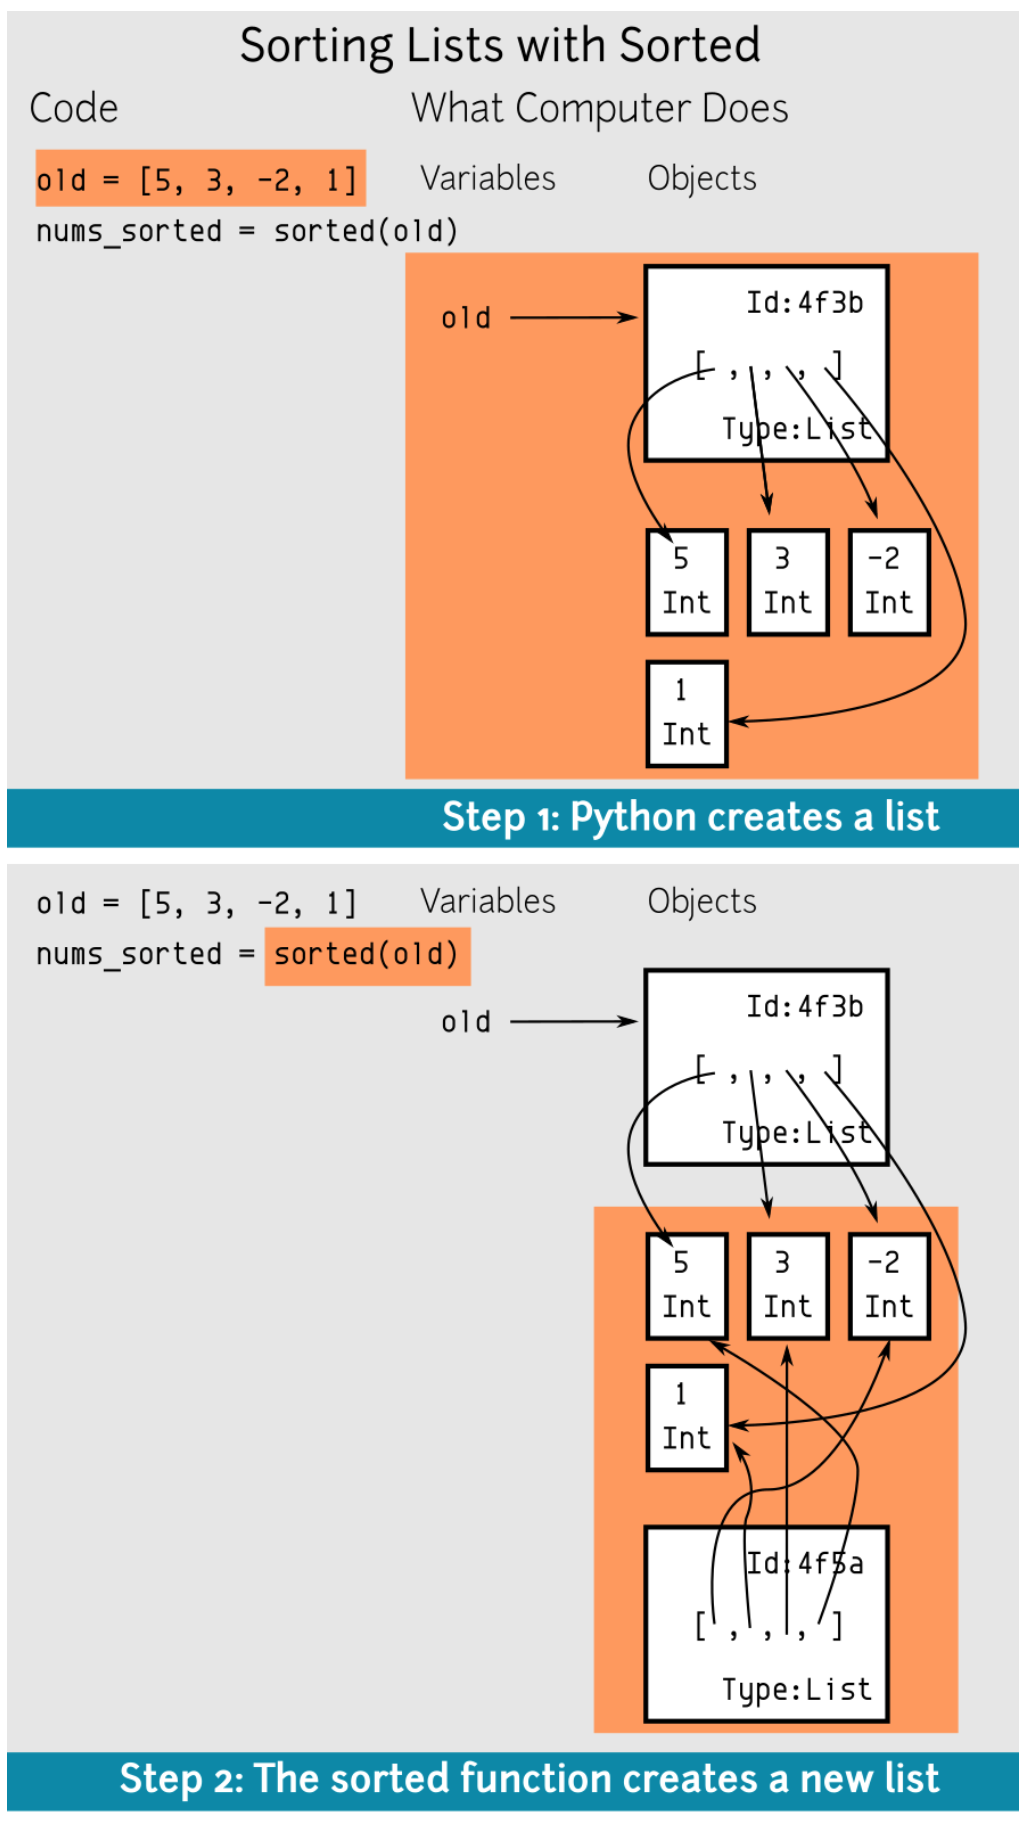 Sorting Lists with Sorted
Code
What Computer Does
old = [5, 3, -2, 1]
Variables
Objects
nums_sorted = sorted(old)
Id:4f3b
old
[ , , , ]
Type:List
5
3
-2
Int
Int
Int
1
Int
Step 1: Python creates a list
old = [5, 3, -2, 1]
Variables
Objects
nums_sorted = sorted(old)
Id:4f3b
old
[ , , , ]
Type:List
5
3
-2
Int
Int
Int
1
Int
Id:4f5a
[ , , , ]
Type:List
Step 2: The sorted function creates a new list